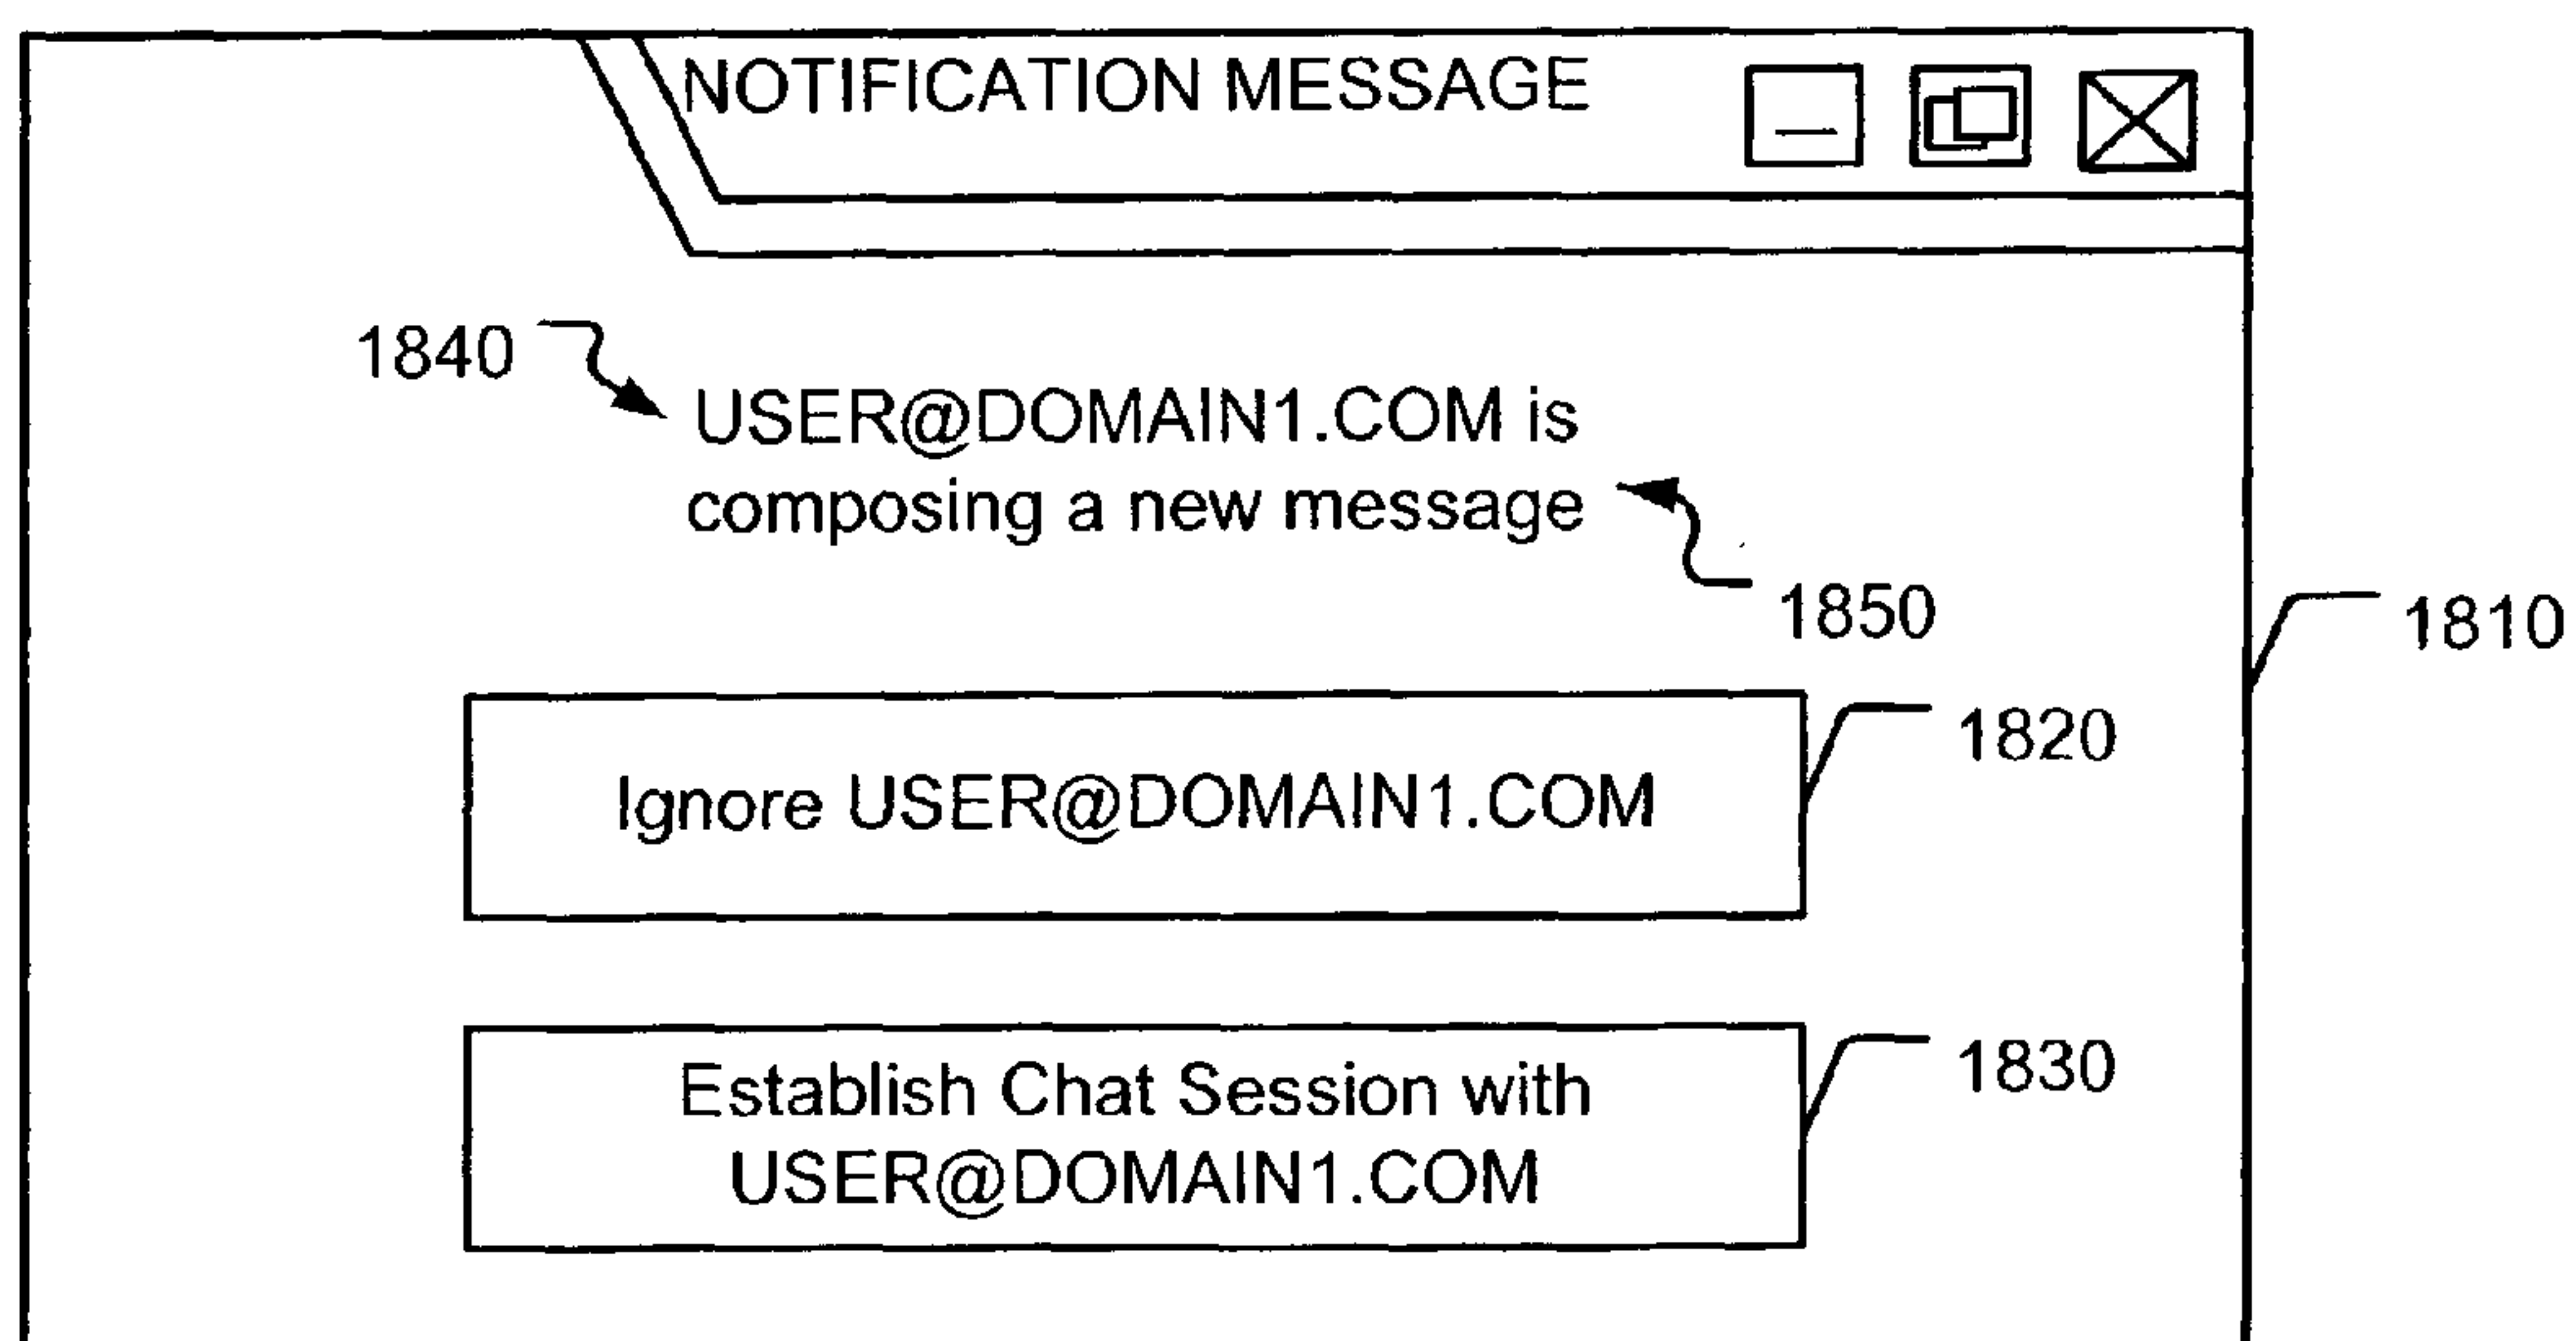 NOTIFICATION MESSAGE
1840
USER@DOMAIN1.COM is
composing a new message
1850
1810
Ignore USER@DOMAIN1.COM
1820
Establish Chat Session with
USER@DOMAIN1.COM
1830